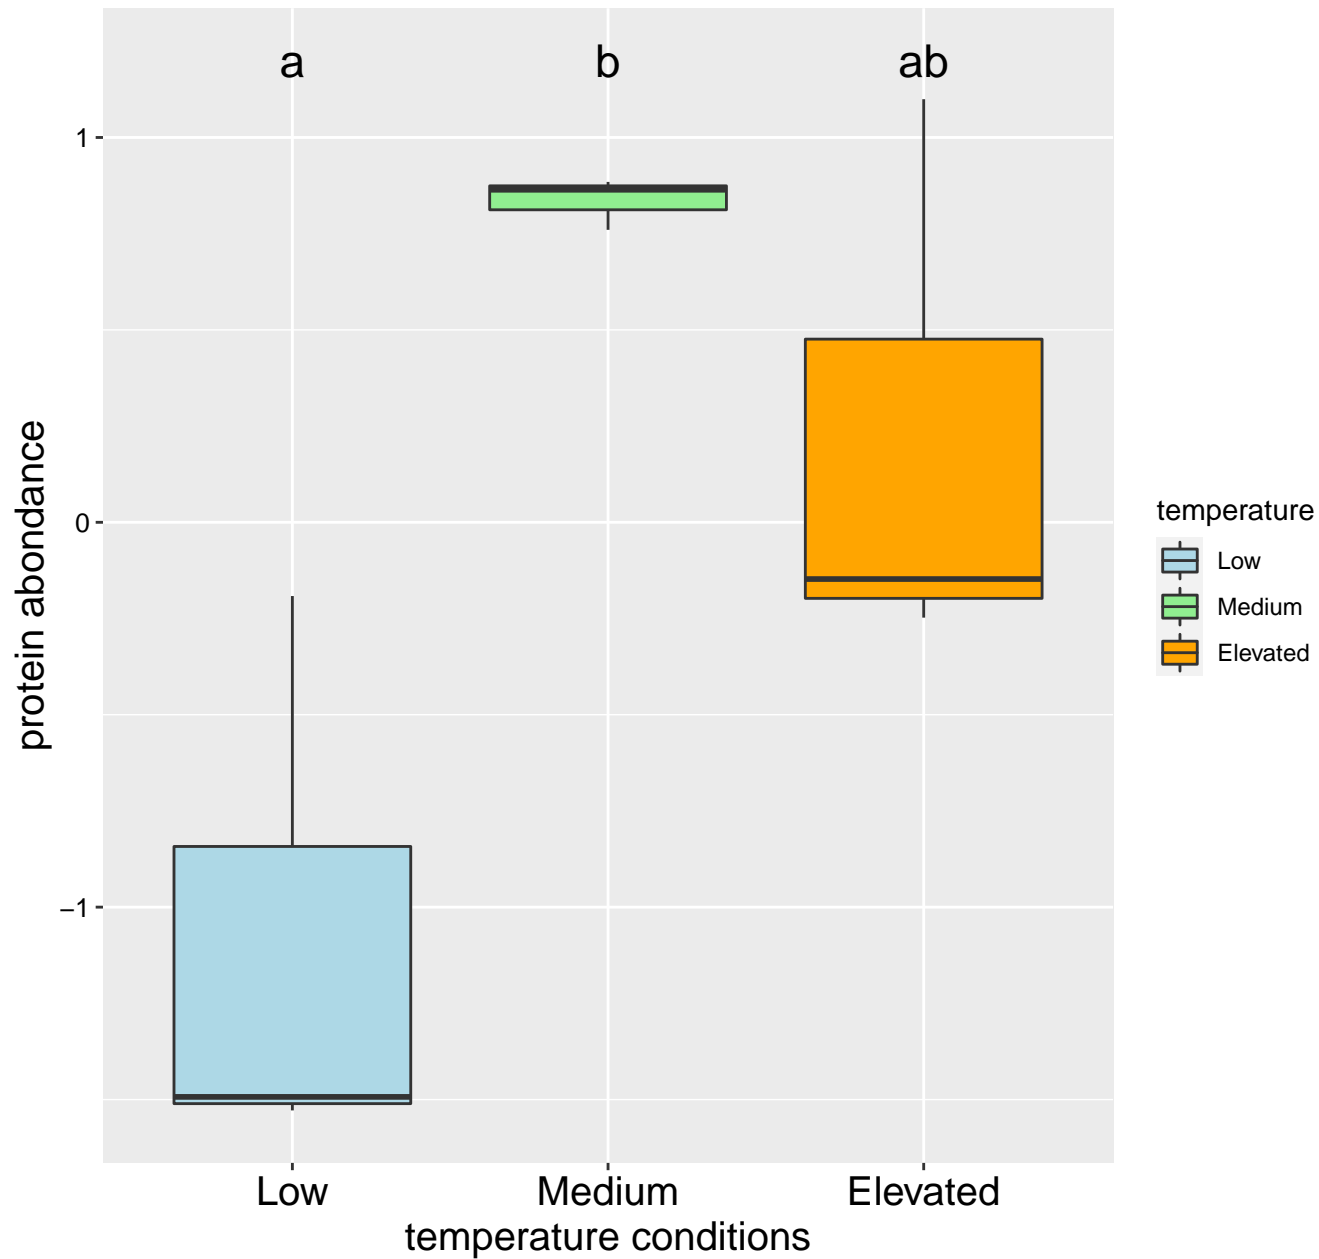 a b ab
1
0
−1
protein abondance
Low Medium Elevated
temperature conditions
temperature
Low
Medium
Elevated